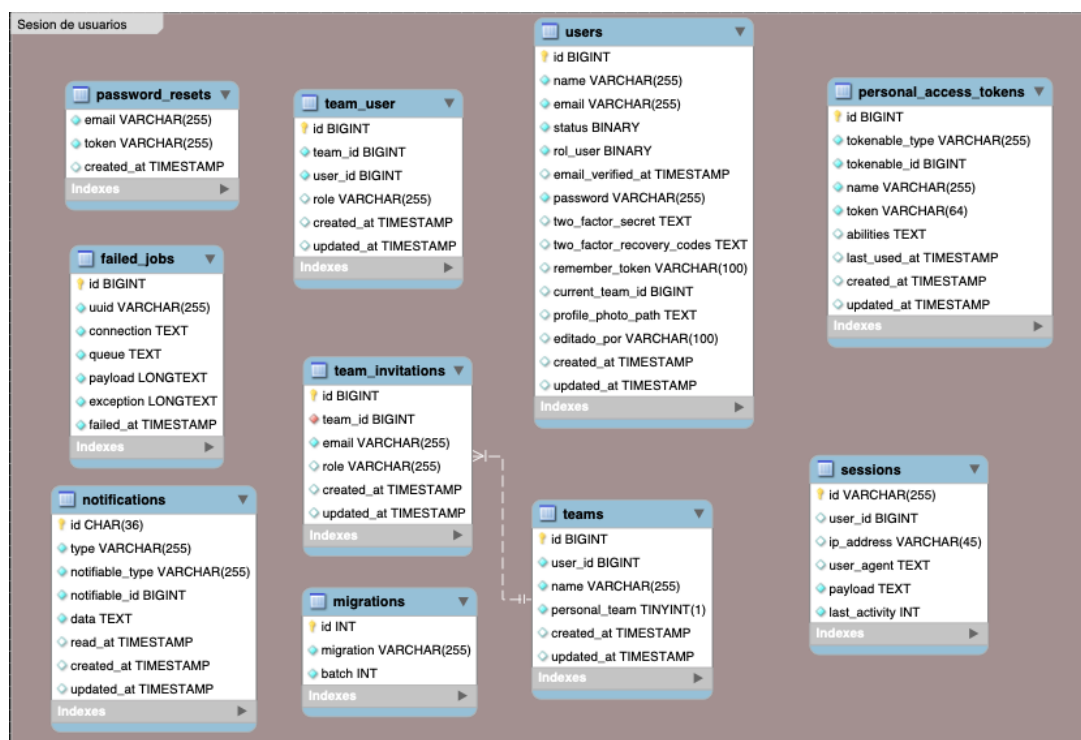 Sesion de usuarios
password_resets
email VARCHAR(255)
token VARCHAR(255)
created_at TIMESTAMP
Indexes
failed_jobs
id BIGINT
uuid VARCHAR(255)
connection TEXT
queue TEXT
payload LONGTEXT
exception LONGTEXT
failed_at TIMESTAMP
Indexes
notifications
id CHAR(36)
type VARCHAR(255)
notifiable_type VARCHAR(255)
notifiable_id BIGINT
data TEXT
read_at TIMESTAMP
created_at TIMESTAMP
updated_at TIMESTAMP
Indexes
team_user
id BIGINT
team_id BIGINT
user_id BIGINT
role VARCHAR(255)
created_at TIMESTAMP
updated_at TIMESTAMP
Indexes
team_invitations
id BIGINT
team_id BIGINT
email VARCHAR(255)
role VARCHAR(255)
created_at TIMESTAMP
updated_at TIMESTAMP
Indexes
migrations
id INT
migration VARCHAR(255)
batch INT
Indexes
users
id BIGINT
name VARCHAR(255)
email VARCHAR(255)
status BINARY
rol_user BINARY
email_verified_at TIMESTAMP
password VARCHAR(255)
two_factor_secret TEXT
two_factor_recovery_codes TEXT
remember_token VARCHAR(100)
current_team_id BIGINT
profile_photo_path TEXT
editado_por VARCHAR(100)
created_at TIMESTAMP
updated_at TIMESTAMP
Indexes
teams
id BIGINT
user_id BIGINT
name VARCHAR(255)
personal_team TINYINT(1)
created_at TIMESTAMP
updated_at TIMESTAMP
Indexes
personal_access_tokens
id BIGINT
tokenable_type VARCHAR(255)
tokenable_id BIGINT
name VARCHAR(255)
token VARCHAR(64)
abilities TEXT
last_used_at TIMESTAMP
created_at TIMESTAMP
updated_at TIMESTAMP
Indexes
sessions
id VARCHAR(255)
user_id BIGINT
ip_address VARCHAR(45)
user_agent TEXT
payload TEXT
last_activity INT
Indexes